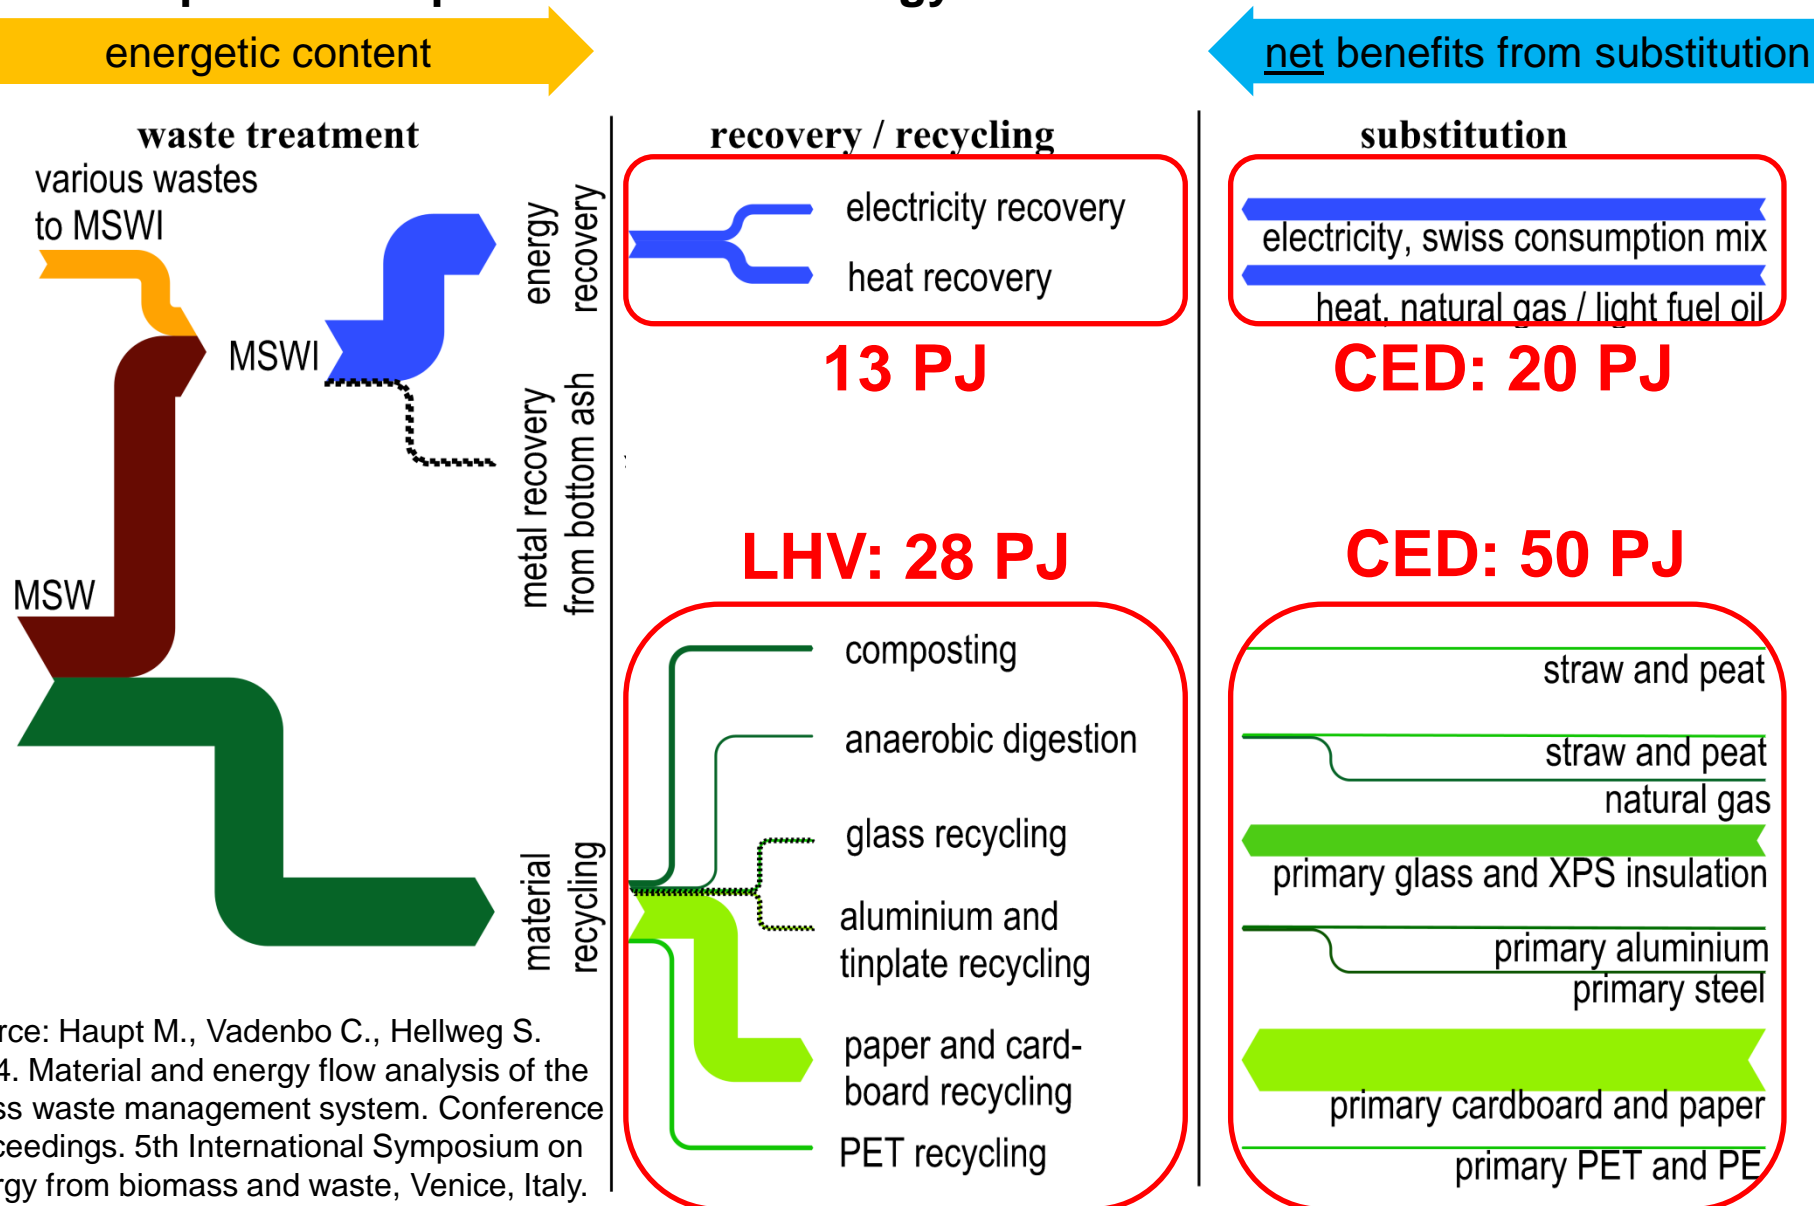 energetic content
net benefits from substitution
waste treatment
recovery / recycling
substitution
various wastes
to MSWI
MSWI
MSW
energy
recovery
metal recovery
from bottom ash
material
recycling
electricity recovery
heat recovery
13 PJ
LHV: 28 PJ
composting
anaerobic digestion
glass recycling
aluminium and
tinplate recycling
paper and card-
board recycling
PET recycling
electricity, swiss consumption mix
heat, natural gas / light fuel oil
CED: 20 PJ
CED: 50 PJ
straw and peat
straw and peat
natural gas
primary glass and XPS insulation
primary aluminium
primary steel
primary cardboard and paper
primary PET and PE
rce: Haupt M., Vadenbo C., Hellweg S.
4. Material and energy flow analysis of the
ss waste management system. Conference
ceedings. 5th International Symposium on
rgy from biomass and waste, Venice, Italy.